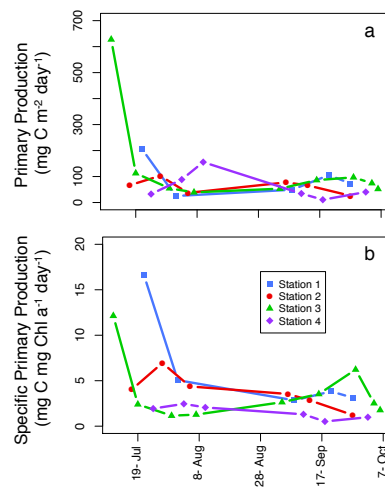 a
Primary Production
(mg C m-2 day-1)
700
500
300
100
0
b
Specific Primary Production
(mg C mg Chl a-1 day-1)
20
15
10
5
0
Station 1
Station 2
Station 3
Station 4
19- Jul
8- Aug
28- Aug
17- Sep
7- Oct